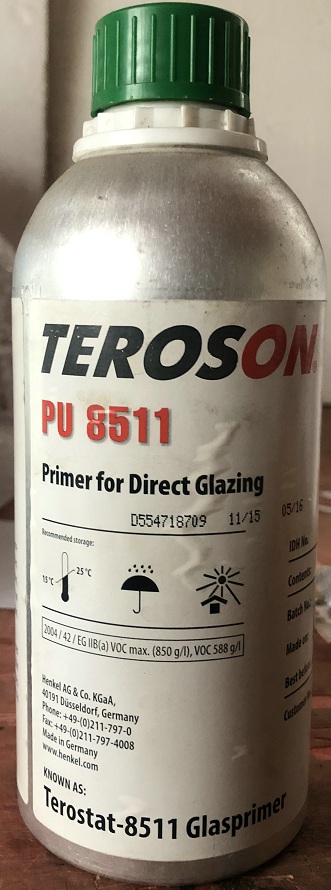 TEROSON
PU 8511
Primer for Direct Glazing
D554718709 11/15 05/16
Recommended storage:
25 °C
15 °C
2004 / 42 / EG IIB(a) VOC max. (850 g/l), VOC 588 g/l
IDH No.
Contents:
Batch No.
Made on:
Best before
Henkel AG & Co. KGaA,
40191 Düsseldorf, Germany
Phone: +49-(0)211-797-0
Fax: +49-(0)211-797-4008
Made in Germany
www.henkel.com
KNOWN AS:
Terostat-8511 Glasprimer